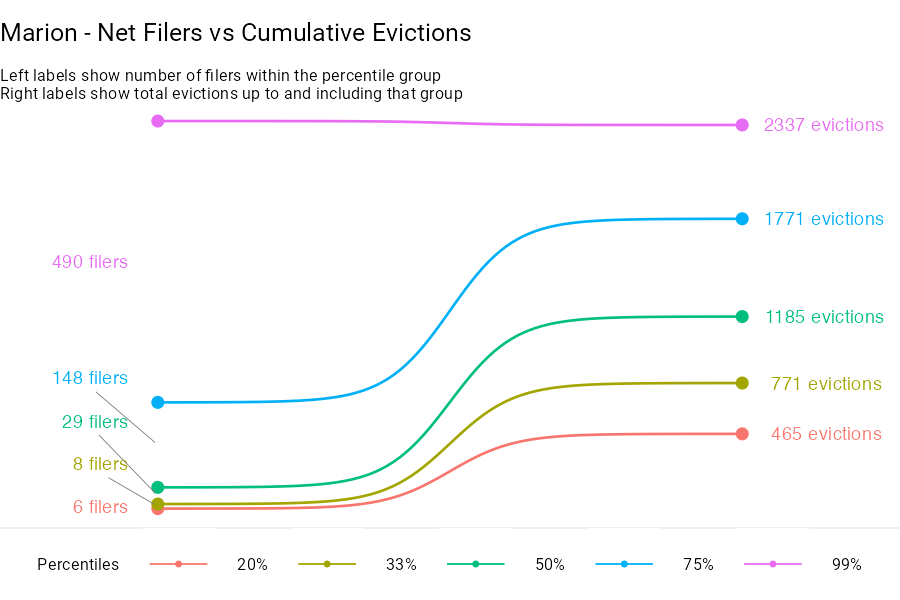 Marion - Net Filers vs Cumulative Evictions
Left labels show number of filers within the percentile group
Right labels show total evictions up to and including that group
2337 evictions
1771 evictions
490 filers
1185 evictions
148 filers
771 evictions
29 filers
465 evictions
8 filers
6 filers
Percentiles 20% 33% 50% 75% 99%